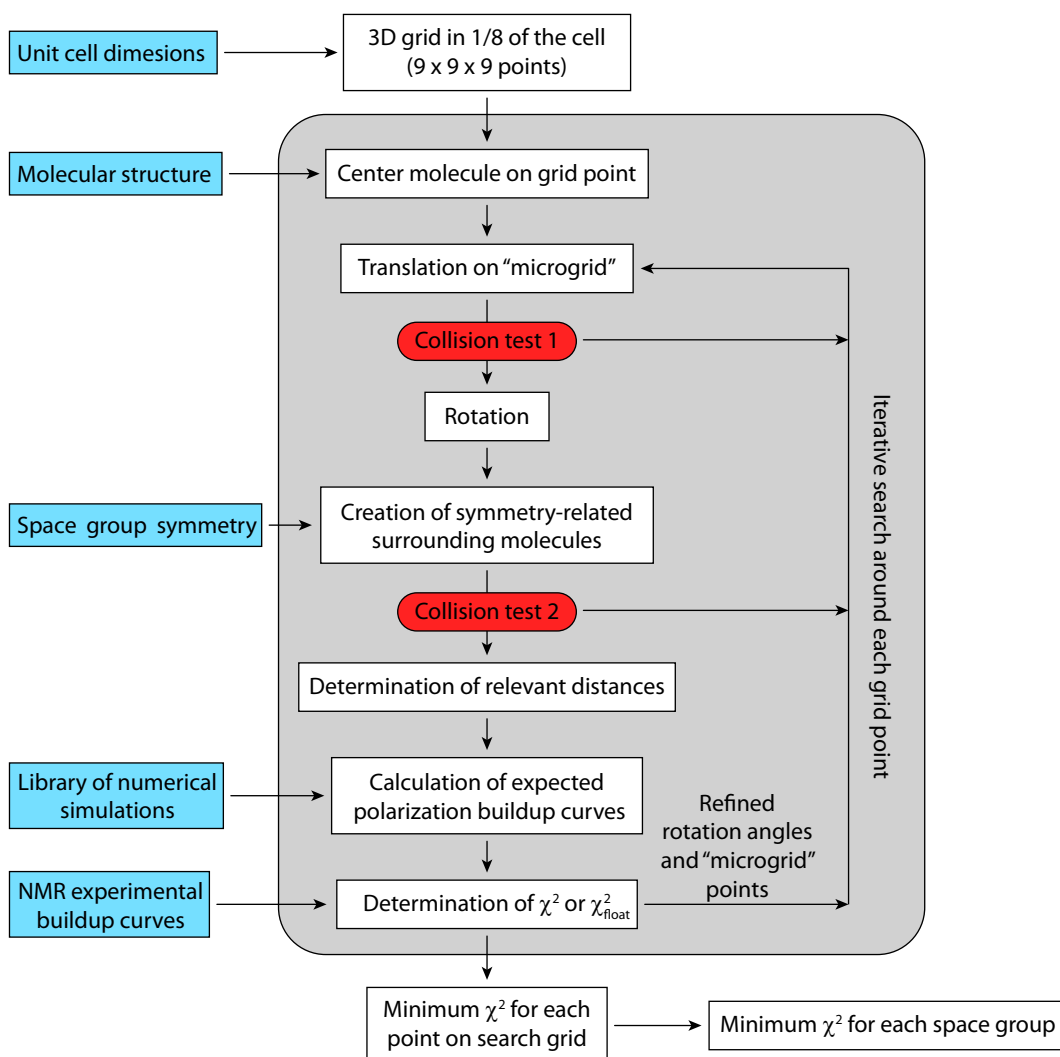 Unit cell dimesions
3D grid in 1/8 of the cell
(9 x 9 x 9 points)
Molecular structure
Center molecule on grid point
Translation on “microgrid”
Collision test 1
Rotation
Space group symmetry
Creation of symmetry-related
surrounding molecules
Collision test 2
Determination of relevant distances
Iterative search around each grid point
Library of numerical
simulations
Calculation of expected
polarization buildup curves
Refined
rotation angles
and “microgrid”
points
NMR experimental
buildup curves
Determination of χ² or χ²float
Minimum χ² for each
point on search grid
Minimum χ² for each space group